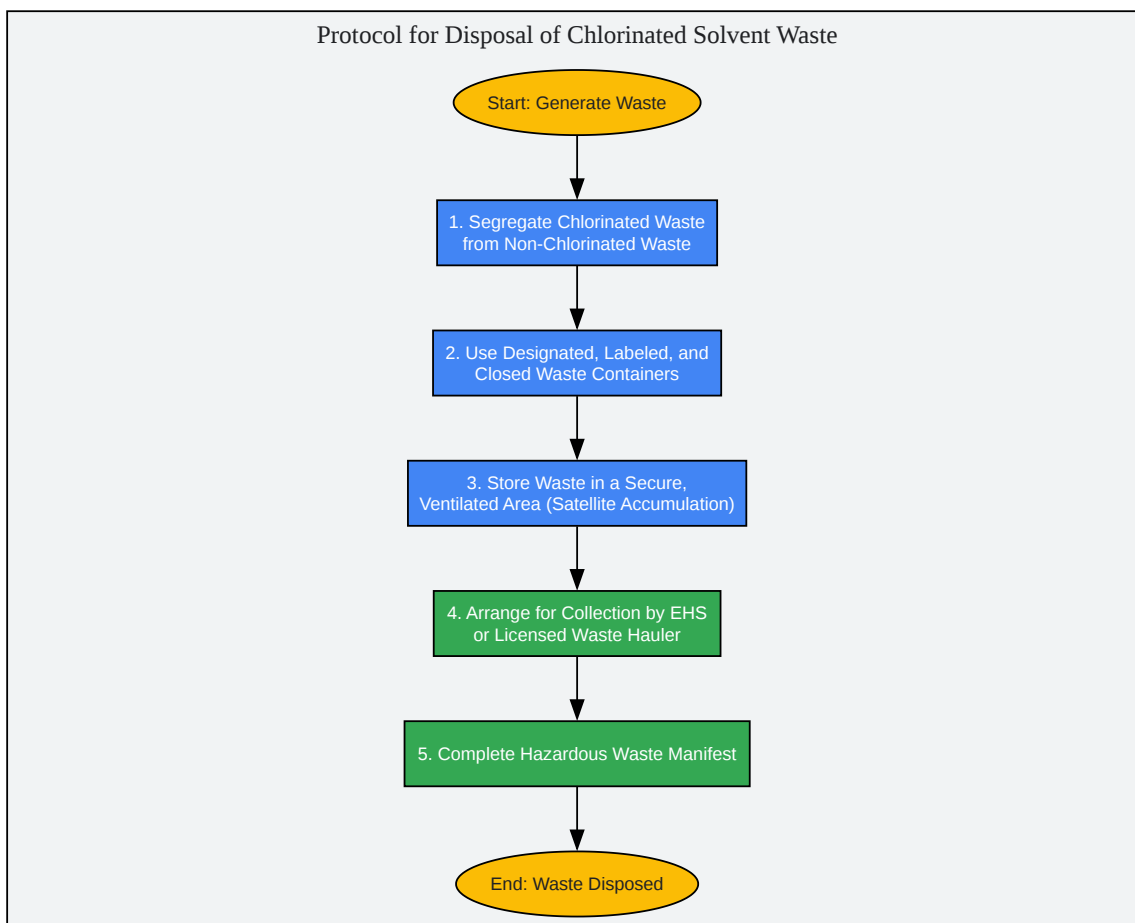 Protocol for Disposal of Chlorinated Solvent Waste
Start: Generate Waste
1. Segregate Chlorinated Waste
from Non-Chlorinated Waste
2. Use Designated, Labeled, and
Closed Waste Containers
3. Store Waste in a Secure,
Ventilated Area (Satellite Accumulation)
4. Arrange for Collection by EHS
or Licensed Waste Hauler
5. Complete Hazardous Waste Manifest
End: Waste Disposed